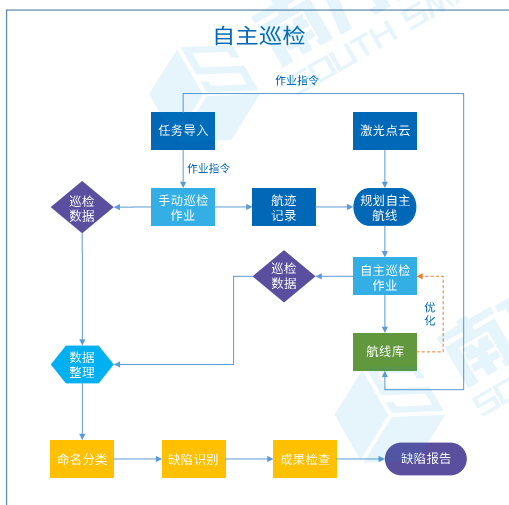 自主巡检
作业指令
任务导入
激光点云
作业指令
巡检
数据
手动巡检
作业
航迹
记录
规划自主
航线
巡检
数据
自主巡检
作业
优
化
航线库
数据
整理
命名分类
缺陷识别
成果检查
缺陷报告
SOUTH SM